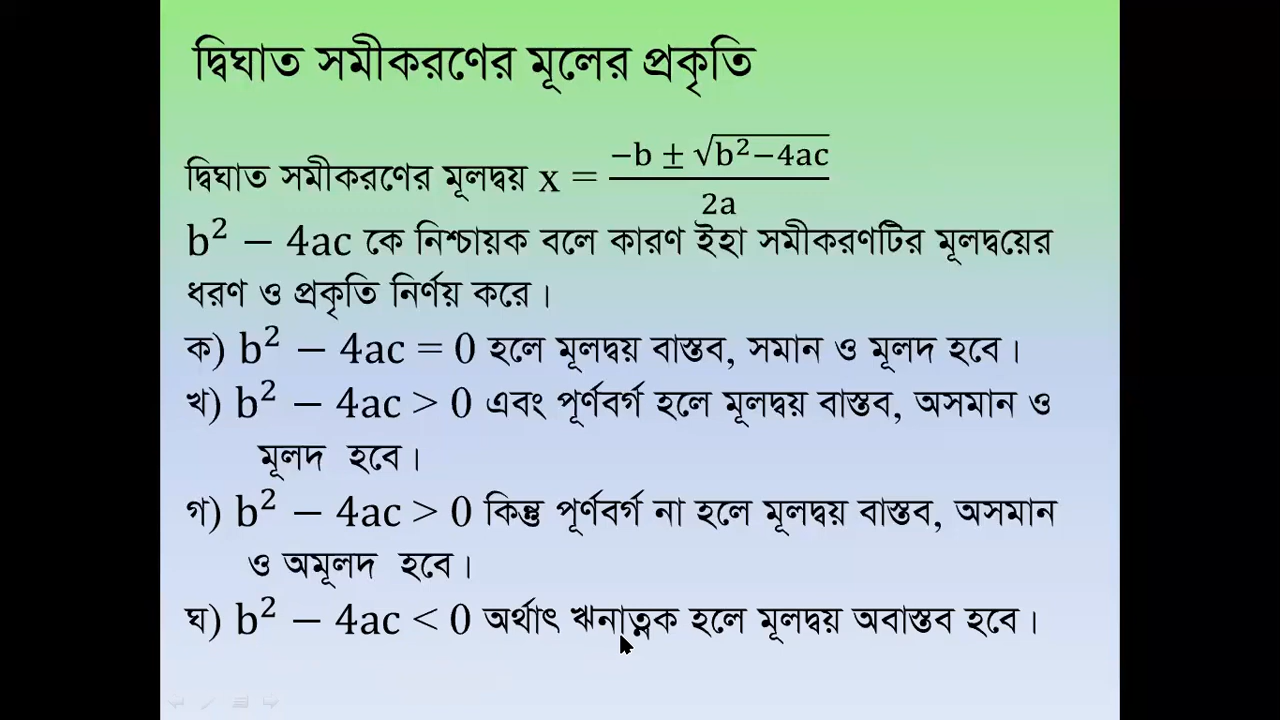 দ্বিঘাত সমীকরণের মূলের প্রকৃতি
দ্বিঘাত সমীকরণের মূলদ্বয় x = (−b ± √(b² − 4ac)) / 2a
b² − 4ac কে নিশ্চায়ক বলে কারণ ইহা সমীকরণটির মূলদ্বয়ের
ধরণ ও প্রকৃতি নির্ণয় করে।
ক) b² − 4ac = 0 হলে মূলদ্বয় বাস্তব, সমান ও মূলদ হবে।
খ) b² − 4ac > 0 এবং পূর্ণবর্গ হলে মূলদ্বয় বাস্তব, অসমান ও
মূলদ হবে।
গ) b² − 4ac > 0 কিন্তু পূর্ণবর্গ না হলে মূলদ্বয় বাস্তব, অসমান
ও অমূলদ হবে।
ঘ) b² − 4ac < 0 অর্থাৎ ঋনাত্নক হলে মূলদ্বয় অবাস্তব হবে।